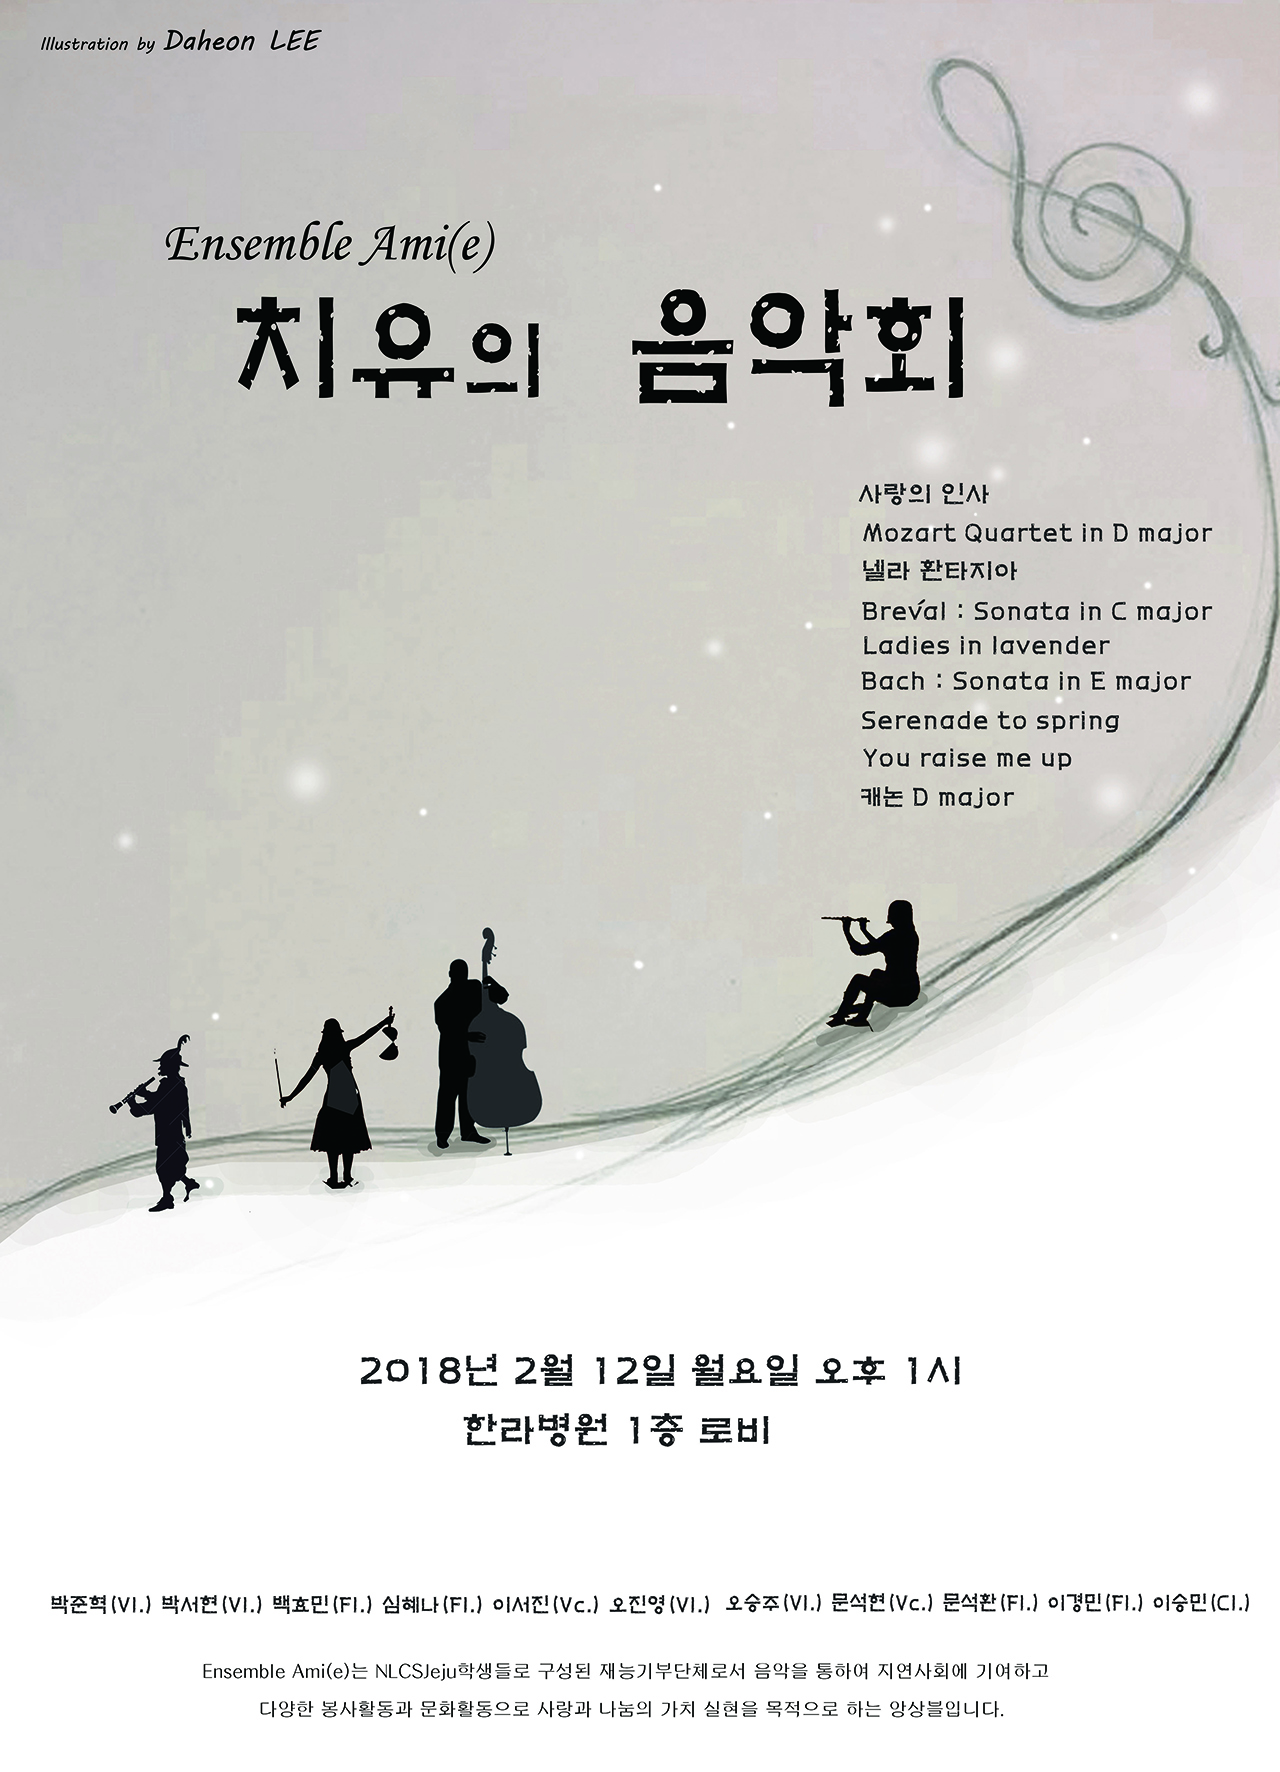 Illustration by Daheon LEE
Ensemble Ami(e)
치유의 음악회
사랑의 인사
Mozart Quartet in D major
넬라 환타지아
Bréval : Sonata in C major
Ladies in lavender
Bach : Sonata in E major
Serenade to spring
You raise me up
캐논 D major
2018년 2월 12일 월요일 오후 1시
한라병원 1층 로비
박준혁(Vl.) 박서현(Vl.) 백효민(Fl.) 심혜나(Fl.) 이서진(Vc.) 오진영(Vl.) 오승주(Vl.) 문석현(Vc.) 문석환(Fl.) 이경민(Fl.) 이승민(Cl.)
Ensemble Ami(e)는 NLCSJeju학생들로 구성된 재능기부단체로서 음악을 통하여 지연사회에 기여하고
다양한 봉사활동과 문화활동으로 사랑과 나눔의 가치 실현을 목적으로 하는 앙상블입니다.